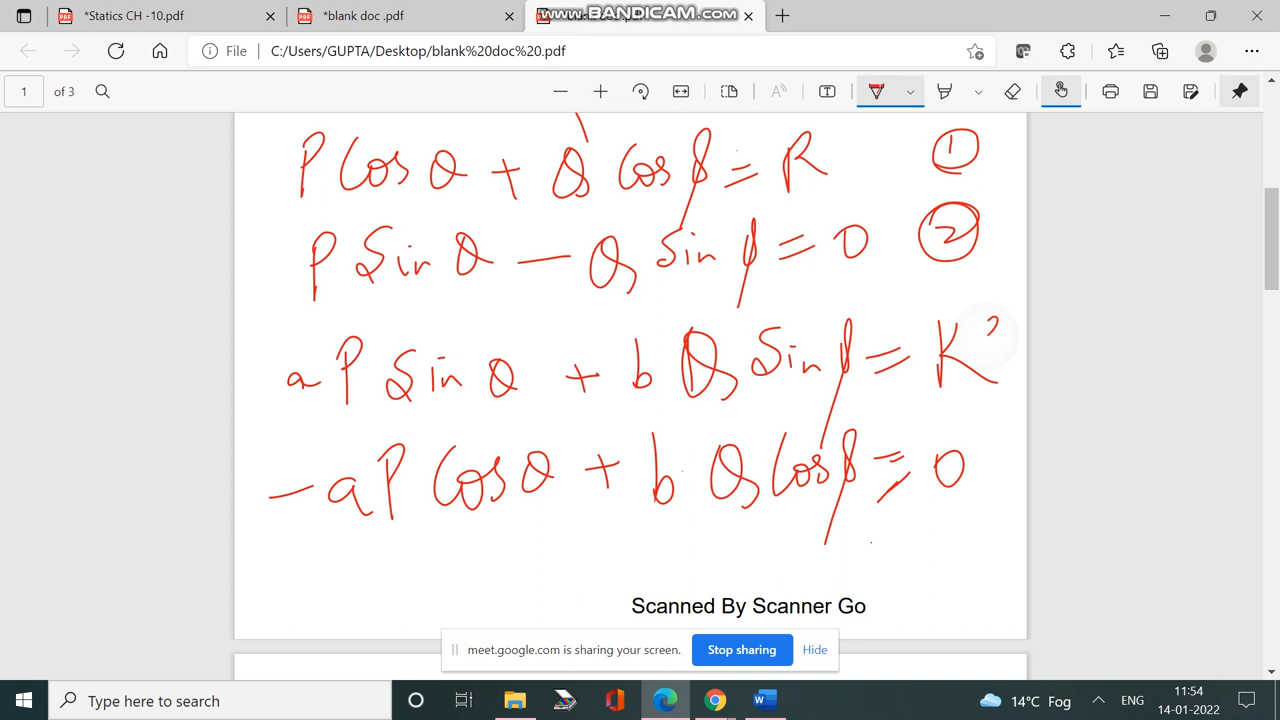 *Statics CH -10.pdf
*blank doc .pdf
WWW.BANDICAM.COM
File C:/Users/GUPTA/Desktop/blank%20doc%20.pdf
1 of 3
P Cos θ + Q Cos ϕ = R ①
P Sin θ − Q Sin ϕ = 0 ②
a P Sin θ + b Q Sin ϕ = K
− a P Cos θ + b Q Cos ϕ = 0
Scanned By Scanner Go
meet.google.com is sharing your screen. Stop sharing Hide
Type here to search
14°C Fog
ENG
11:54
14-01-2022